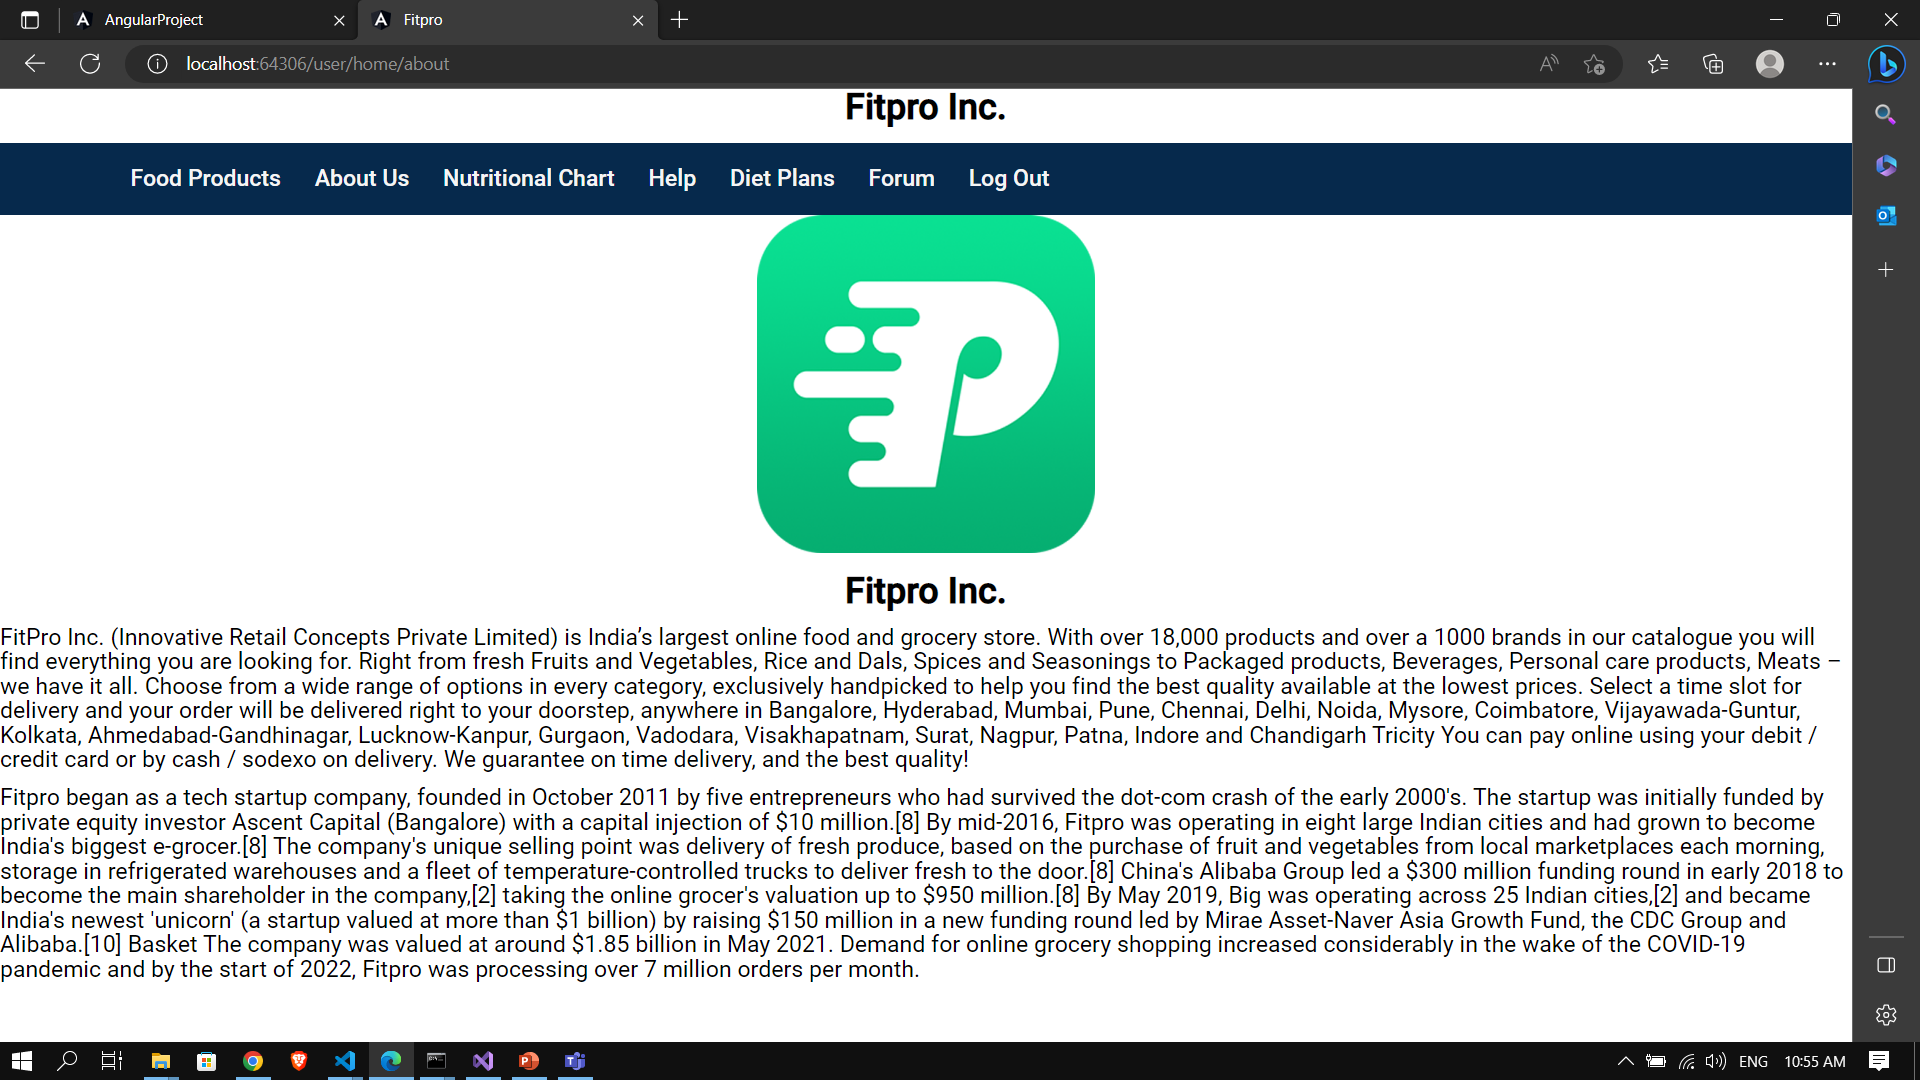 AngularProject
Fitpro
localhost:64306/user/home/about
Fitpro Inc.
Food Products About Us Nutritional Chart Help Diet Plans Forum Log Out
Fitpro Inc.
FitPro Inc. (Innovative Retail Concepts Private Limited) is India’s largest online food and grocery store. With over 18,000 products and over a 1000 brands in our catalogue you will
find everything you are looking for. Right from fresh Fruits and Vegetables, Rice and Dals, Spices and Seasonings to Packaged products, Beverages, Personal care products, Meats –
we have it all. Choose from a wide range of options in every category, exclusively handpicked to help you find the best quality available at the lowest prices. Select a time slot for
delivery and your order will be delivered right to your doorstep, anywhere in Bangalore, Hyderabad, Mumbai, Pune, Chennai, Delhi, Noida, Mysore, Coimbatore, Vijayawada-Guntur,
Kolkata, Ahmedabad-Gandhinagar, Lucknow-Kanpur, Gurgaon, Vadodara, Visakhapatnam, Surat, Nagpur, Patna, Indore and Chandigarh Tricity You can pay online using your debit /
credit card or by cash / sodexo on delivery. We guarantee on time delivery, and the best quality!
Fitpro began as a tech startup company, founded in October 2011 by five entrepreneurs who had survived the dot-com crash of the early 2000's. The startup was initially funded by
private equity investor Ascent Capital (Bangalore) with a capital injection of $10 million.[8] By mid-2016, Fitpro was operating in eight large Indian cities and had grown to become
India's biggest e-grocer.[8] The company's unique selling point was delivery of fresh produce, based on the purchase of fruit and vegetables from local marketplaces each morning,
storage in refrigerated warehouses and a fleet of temperature-controlled trucks to deliver fresh to the door.[8] China's Alibaba Group led a $300 million funding round in early 2018 to
become the main shareholder in the company,[2] taking the online grocer's valuation up to $950 million.[8] By May 2019, Big was operating across 25 Indian cities,[2] and became
India's newest 'unicorn' (a startup valued at more than $1 billion) by raising $150 million in a new funding round led by Mirae Asset-Naver Asia Growth Fund, the CDC Group and
Alibaba.[10] Basket The company was valued at around $1.85 billion in May 2021. Demand for online grocery shopping increased considerably in the wake of the COVID-19
pandemic and by the start of 2022, Fitpro was processing over 7 million orders per month.
ENG 10:55 AM